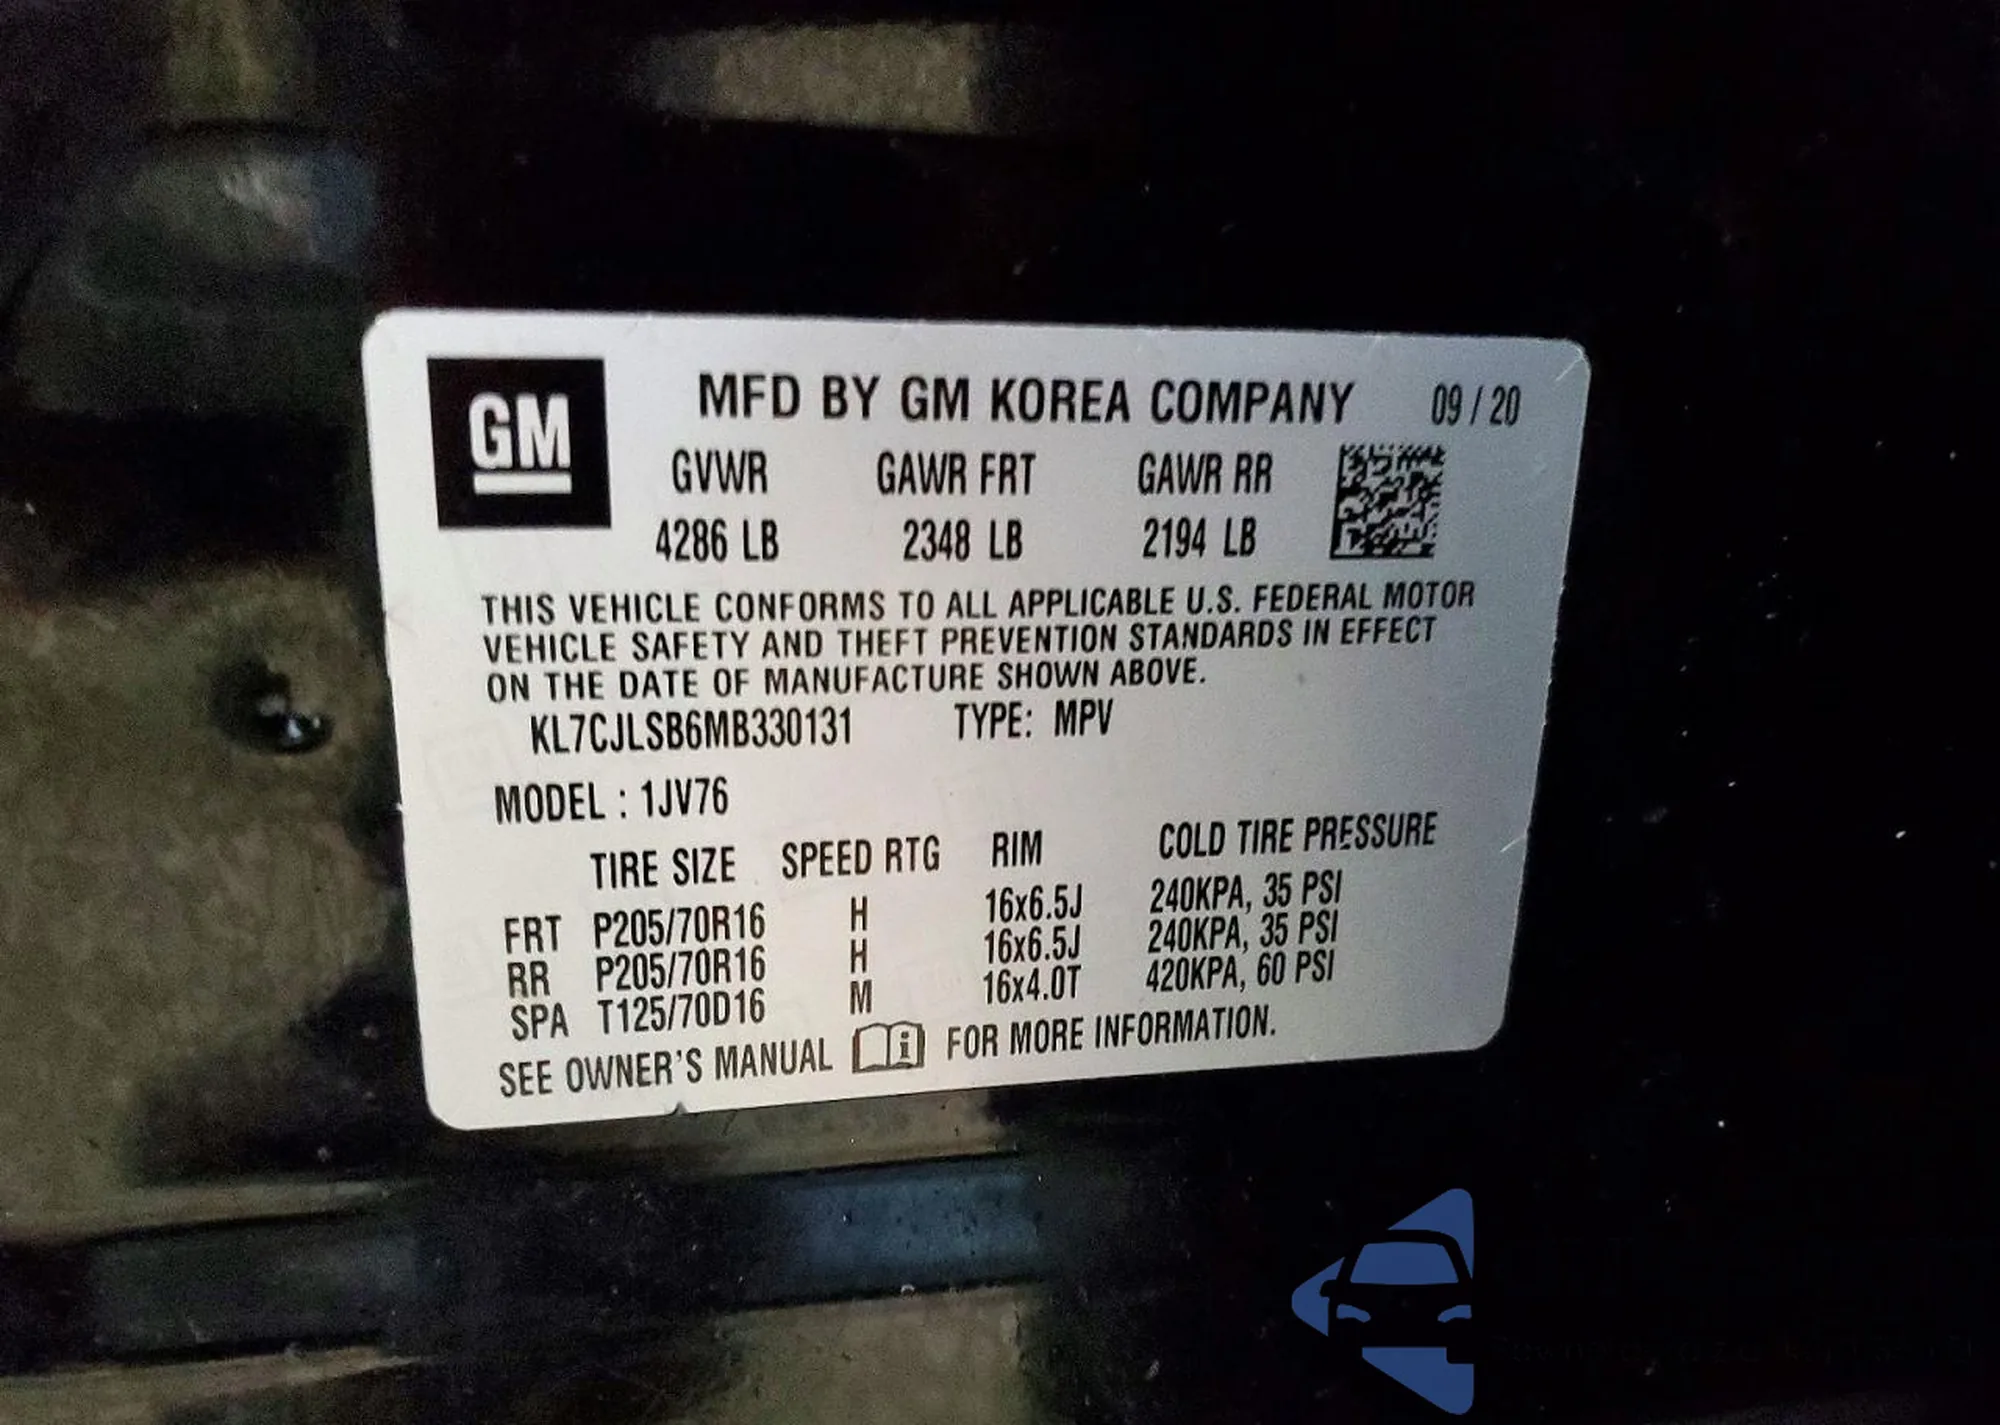 GM
MFD BY GM KOREA COMPANY 09 / 20
GVWR GAWR FRT GAWR RR
4286 LB 2348 LB 2194 LB
THIS VEHICLE CONFORMS TO ALL APPLICABLE U.S. FEDERAL MOTOR
VEHICLE SAFETY AND THEFT PREVENTION STANDARDS IN EFFECT
ON THE DATE OF MANUFACTURE SHOWN ABOVE.
KL7CJLSB6MB330131 TYPE: MPV
MODEL : 1JV76
TIRE SIZE SPEED RTG RIM COLD TIRE PRESSURE
FRT P205/70R16 H 16x6.5J 240KPA, 35 PSI
RR P205/70R16 H 16x6.5J 240KPA, 35 PSI
SPA T125/70D16 M 16x4.0T 420KPA, 60 PSI
SEE OWNER'S MANUAL FOR MORE INFORMATION.